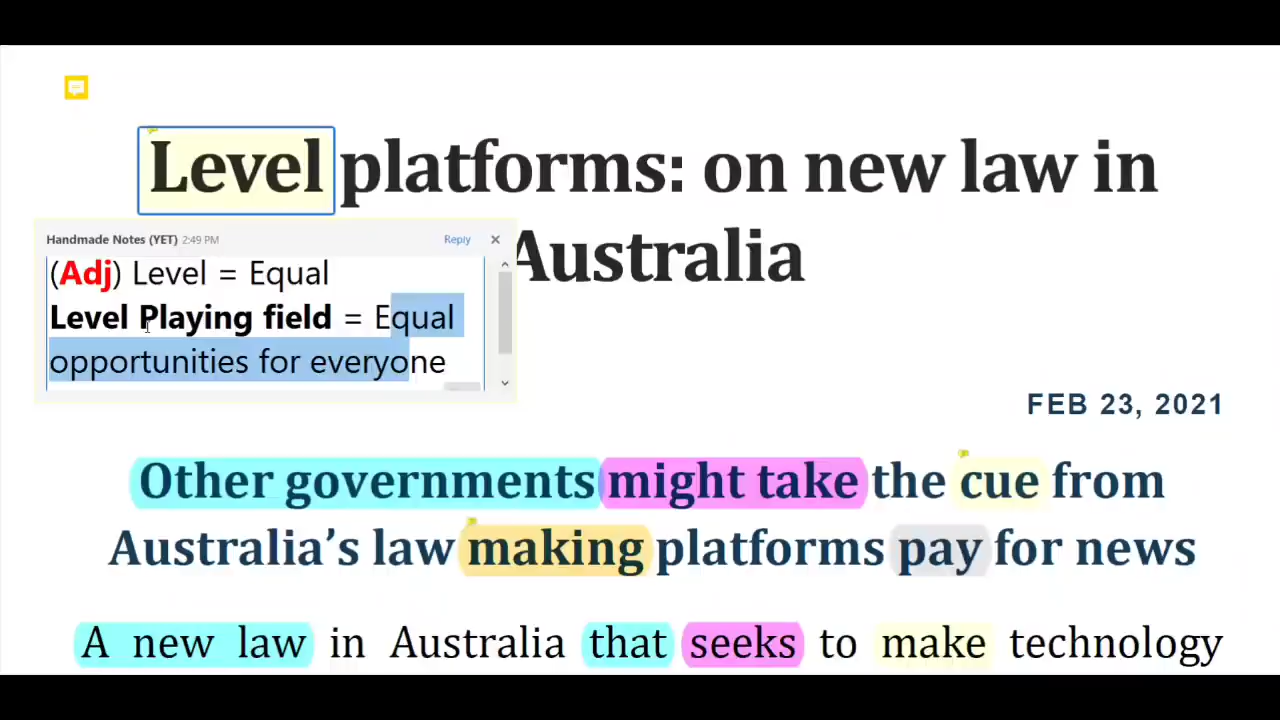 Level platforms: on new law in
Australia
Handmade Notes (YET) 2:49 PM Reply
(Adj) Level = Equal
Level Playing field = Equal
opportunities for everyone
FEB 23, 2021
Other governments might take the cue from
Australia’s law making platforms pay for news
A new law in Australia that seeks to make technology